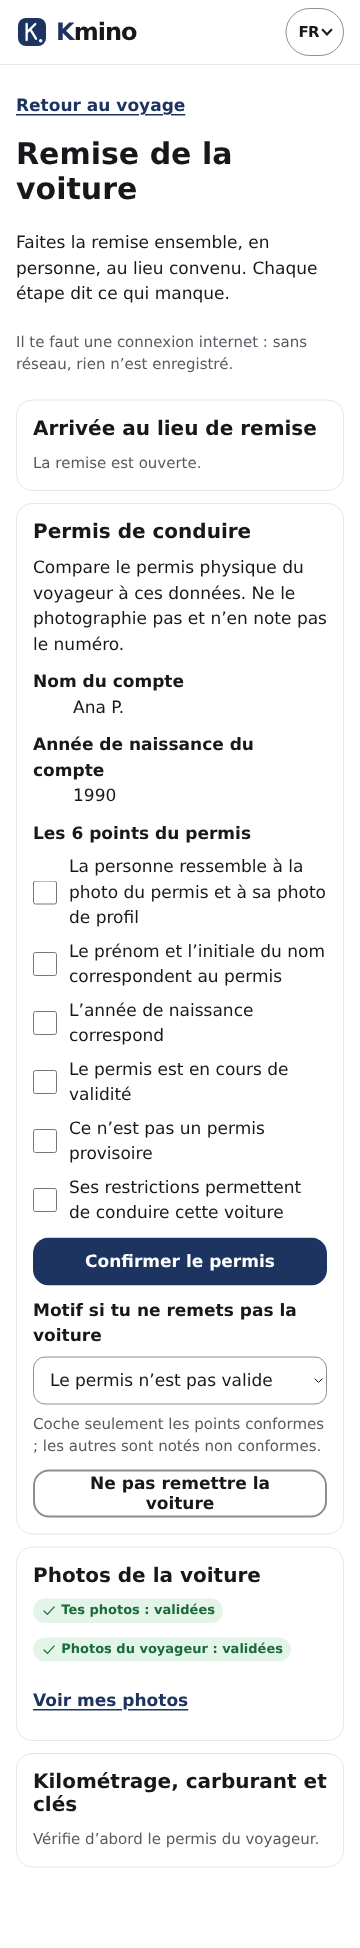 Kmino
FR
Retour au voyage
Remise de la
voiture
Faites la remise ensemble, en
personne, au lieu convenu. Chaque
étape dit ce qui manque.
Il te faut une connexion internet : sans
réseau, rien n’est enregistré.
Arrivée au lieu de remise
La remise est ouverte.
Permis de conduire
Compare le permis physique du
voyageur à ces données. Ne le
photographie pas et n’en note pas
le numéro.
Nom du compte
Ana P.
Année de naissance du
compte
1990
Les 6 points du permis
La personne ressemble à la
photo du permis et à sa photo
de profil
Le prénom et l’initiale du nom
correspondent au permis
L’année de naissance
correspond
Le permis est en cours de
validité
Ce n’est pas un permis
provisoire
Ses restrictions permettent
de conduire cette voiture
Confirmer le permis
Motif si tu ne remets pas la
voiture
Le permis n’est pas valide
Coche seulement les points conformes
; les autres sont notés non conformes.
Ne pas remettre la
voiture
Photos de la voiture
Tes photos : validées
Photos du voyageur : validées
Voir mes photos
Kilométrage, carburant et
clés
Vérifie d’abord le permis du voyageur.